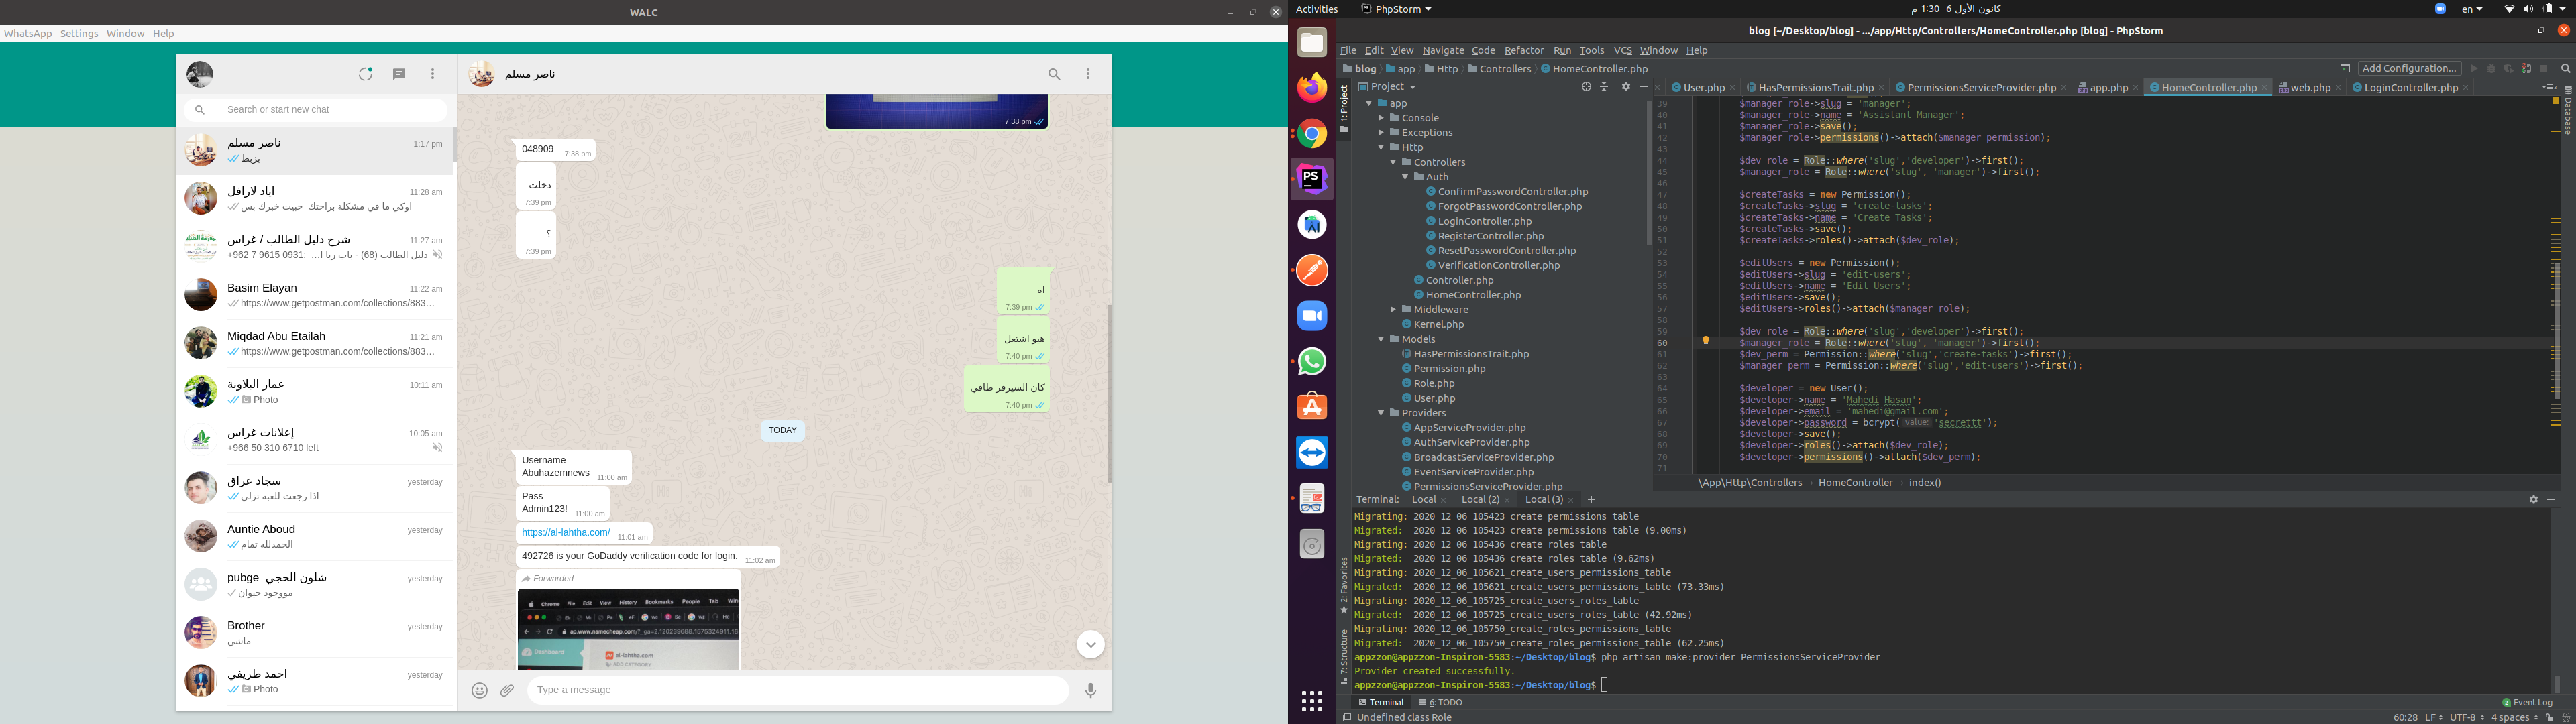 WALC
WhatsApp Settings Window Help
ناصر مسلم
Search or start new chat
ناصر مسلم 1:17 pm
بزبط
اياد لارافل 11:28 am
اوكي ما في مشكلة براحتك حبيت خبرك بس
شرح دليل الطالب / غراس 11:27 am
+962 7 9615 0931: دليل الطالب (68) - باب ربا ا...
Basim Elayan 11:22 am
https://www.getpostman.com/collections/883...
Miqdad Abu Etailah 11:21 am
https://www.getpostman.com/collections/883...
عمار البلاونة 10:11 am
Photo
إعلانات غراس 10:05 am
+966 50 310 6710 left
سجاد عراق yesterday
اذا رجعت للعبة نزلي
Auntie Aboud yesterday
الحمدلله تمام
pubge شلون الحجي yesterday
مووجود حيوان
Brother yesterday
ماشي
احمد طريفي yesterday
Photo
7:38 pm
048909 7:38 pm
دخلت
7:39 pm
؟
7:39 pm
اه
7:39 pm
هيو اشتغل
7:40 pm
كان السيرفر طافي
7:40 pm
TODAY
Username
Abuhazemnews 11:00 am
Pass
Admin123! 11:00 am
https://al-lahtha.com/ 11:01 am
492726 is your GoDaddy verification code for login. 11:02 am
Forwarded
Chrome File Edit View History Bookmarks People Tab
Dashboard al-lahtha.com
ADD CATEGORY
Type a message
Activities PhpStorm كانون الأول 6 1:30 م en
blog [~/Desktop/blog] - .../app/Http/Controllers/HomeController.php [blog] - PhpStorm
File Edit View Navigate Code Refactor Run Tools VCS Window Help
blog app Http Controllers HomeController.php Add Configuration...
Project User.php HasPermissionsTrait.php PermissionsServiceProvider.php app.php HomeController.php web.php LoginController.php
1: Project
Database
app
Console
Exceptions
Http
Controllers
Auth
ConfirmPasswordController.php
ForgotPasswordController.php
LoginController.php
RegisterController.php
ResetPasswordController.php
VerificationController.php
Controller.php
HomeController.php
Middleware
Kernel.php
Models
HasPermissionsTrait.php
Permission.php
Role.php
User.php
Providers
AppServiceProvider.php
AuthServiceProvider.php
BroadcastServiceProvider.php
EventServiceProvider.php
PermissionsServiceProvider.php
39 $manager_role->slug = 'manager';
40 $manager_role->name = 'Assistant Manager';
41 $manager_role->save();
42 $manager_role->permissions()->attach($manager_permission);
43
44 $dev_role = Role::where('slug','developer')->first();
45 $manager_role = Role::where('slug', 'manager')->first();
46
47 $createTasks = new Permission();
48 $createTasks->slug = 'create-tasks';
49 $createTasks->name = 'Create Tasks';
50 $createTasks->save();
51 $createTasks->roles()->attach($dev_role);
52
53 $editUsers = new Permission();
54 $editUsers->slug = 'edit-users';
55 $editUsers->name = 'Edit Users';
56 $editUsers->save();
57 $editUsers->roles()->attach($manager_role);
58
59 $dev_role = Role::where('slug','developer')->first();
60 $manager_role = Role::where('slug', 'manager')->first();
61 $dev_perm = Permission::where('slug','create-tasks')->first();
62 $manager_perm = Permission::where('slug','edit-users')->first();
63
64 $developer = new User();
65 $developer->name = 'Mahedi Hasan';
66 $developer->email = 'mahedi@gmail.com';
67 $developer->password = bcrypt( value: 'secrettt');
68 $developer->save();
69 $developer->roles()->attach($dev_role);
70 $developer->permissions()->attach($dev_perm);
71
\App\Http\Controllers HomeController index()
Terminal: Local Local (2) Local (3) +
Migrating: 2020_12_06_105423_create_permissions_table
Migrated: 2020_12_06_105423_create_permissions_table (9.00ms)
Migrating: 2020_12_06_105436_create_roles_table
Migrated: 2020_12_06_105436_create_roles_table (9.62ms)
Migrating: 2020_12_06_105621_create_users_permissions_table
Migrated: 2020_12_06_105621_create_users_permissions_table (73.33ms)
Migrating: 2020_12_06_105725_create_users_roles_table
Migrated: 2020_12_06_105725_create_users_roles_table (42.92ms)
Migrating: 2020_12_06_105750_create_roles_permissions_table
Migrated: 2020_12_06_105750_create_roles_permissions_table (62.25ms)
appzzon@appzzon-Inspiron-5583:~/Desktop/blog$ php artisan make:provider PermissionsServiceProvider
Provider created successfully.
appzzon@appzzon-Inspiron-5583:~/Desktop/blog$
2: Favorites
7: Structure
Terminal 6: TODO Event Log
Undefined class Role 60:28 LF UTF-8 4 spaces